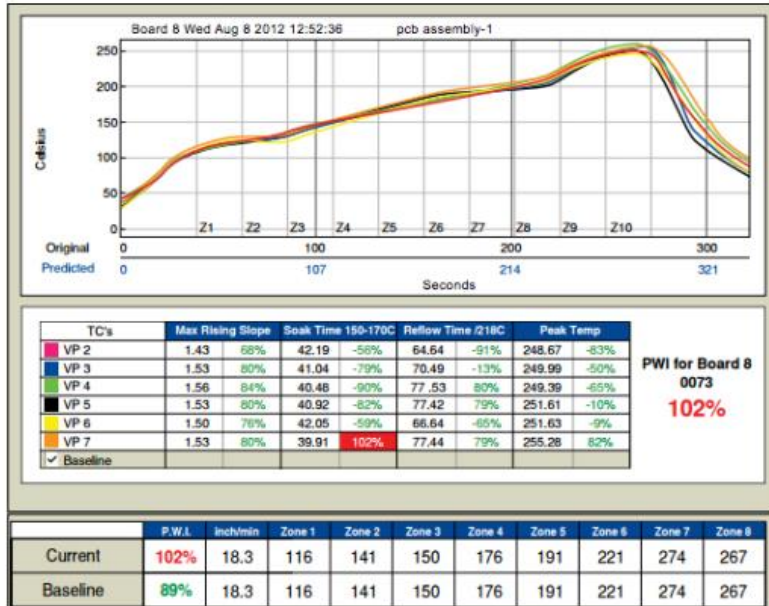 Board 8 Wed Aug 8 2012 12:52:36 pcb assembly-1
Celsius
250
200
150
100
50
0
Z1 Z2 Z3 Z4 Z5 Z6 Z7 Z8 Z9 Z10
Original 0 100 200 300
Predicted 0 107 214 321
Seconds
TC's Max Rising Slope Soak Time 150-170C Reflow Time /218C Peak Temp
VP 2 1.43 68% 42.19 -56% 64.64 -91% 248.67 -83%
VP 3 1.53 80% 41.04 -79% 70.49 -13% 249.99 -50%
VP 4 1.56 84% 40.48 -90% 77.53 80% 249.39 -65%
VP 5 1.53 80% 40.92 -82% 77.42 79% 251.61 -10%
VP 6 1.50 76% 42.05 -59% 66.64 -65% 251.63 -9%
VP 7 1.53 80% 39.91 102% 77.44 79% 255.28 82%
Baseline
PWI for Board 8
0073
102%
P.W.I. inch/min Zone 1 Zone 2 Zone 3 Zone 4 Zone 5 Zone 6 Zone 7 Zone 8
Current 102% 18.3 116 141 150 176 191 221 274 267
Baseline 89% 18.3 116 141 150 176 191 221 274 267